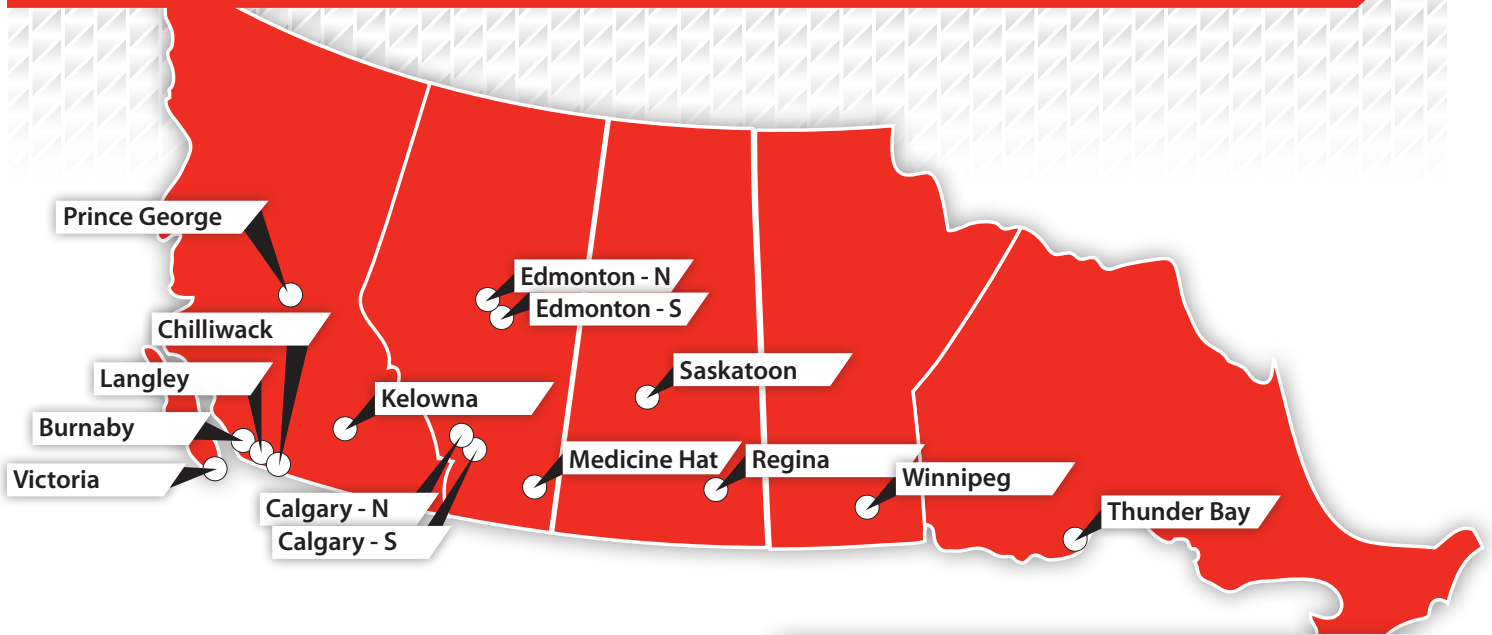 Prince George
Edmonton - N
Edmonton - S
Chilliwack
Saskatoon
Langley
Kelowna
Burnaby
Medicine Hat
Regina
Victoria
Winnipeg
Calgary - N
Thunder Bay
Calgary - S